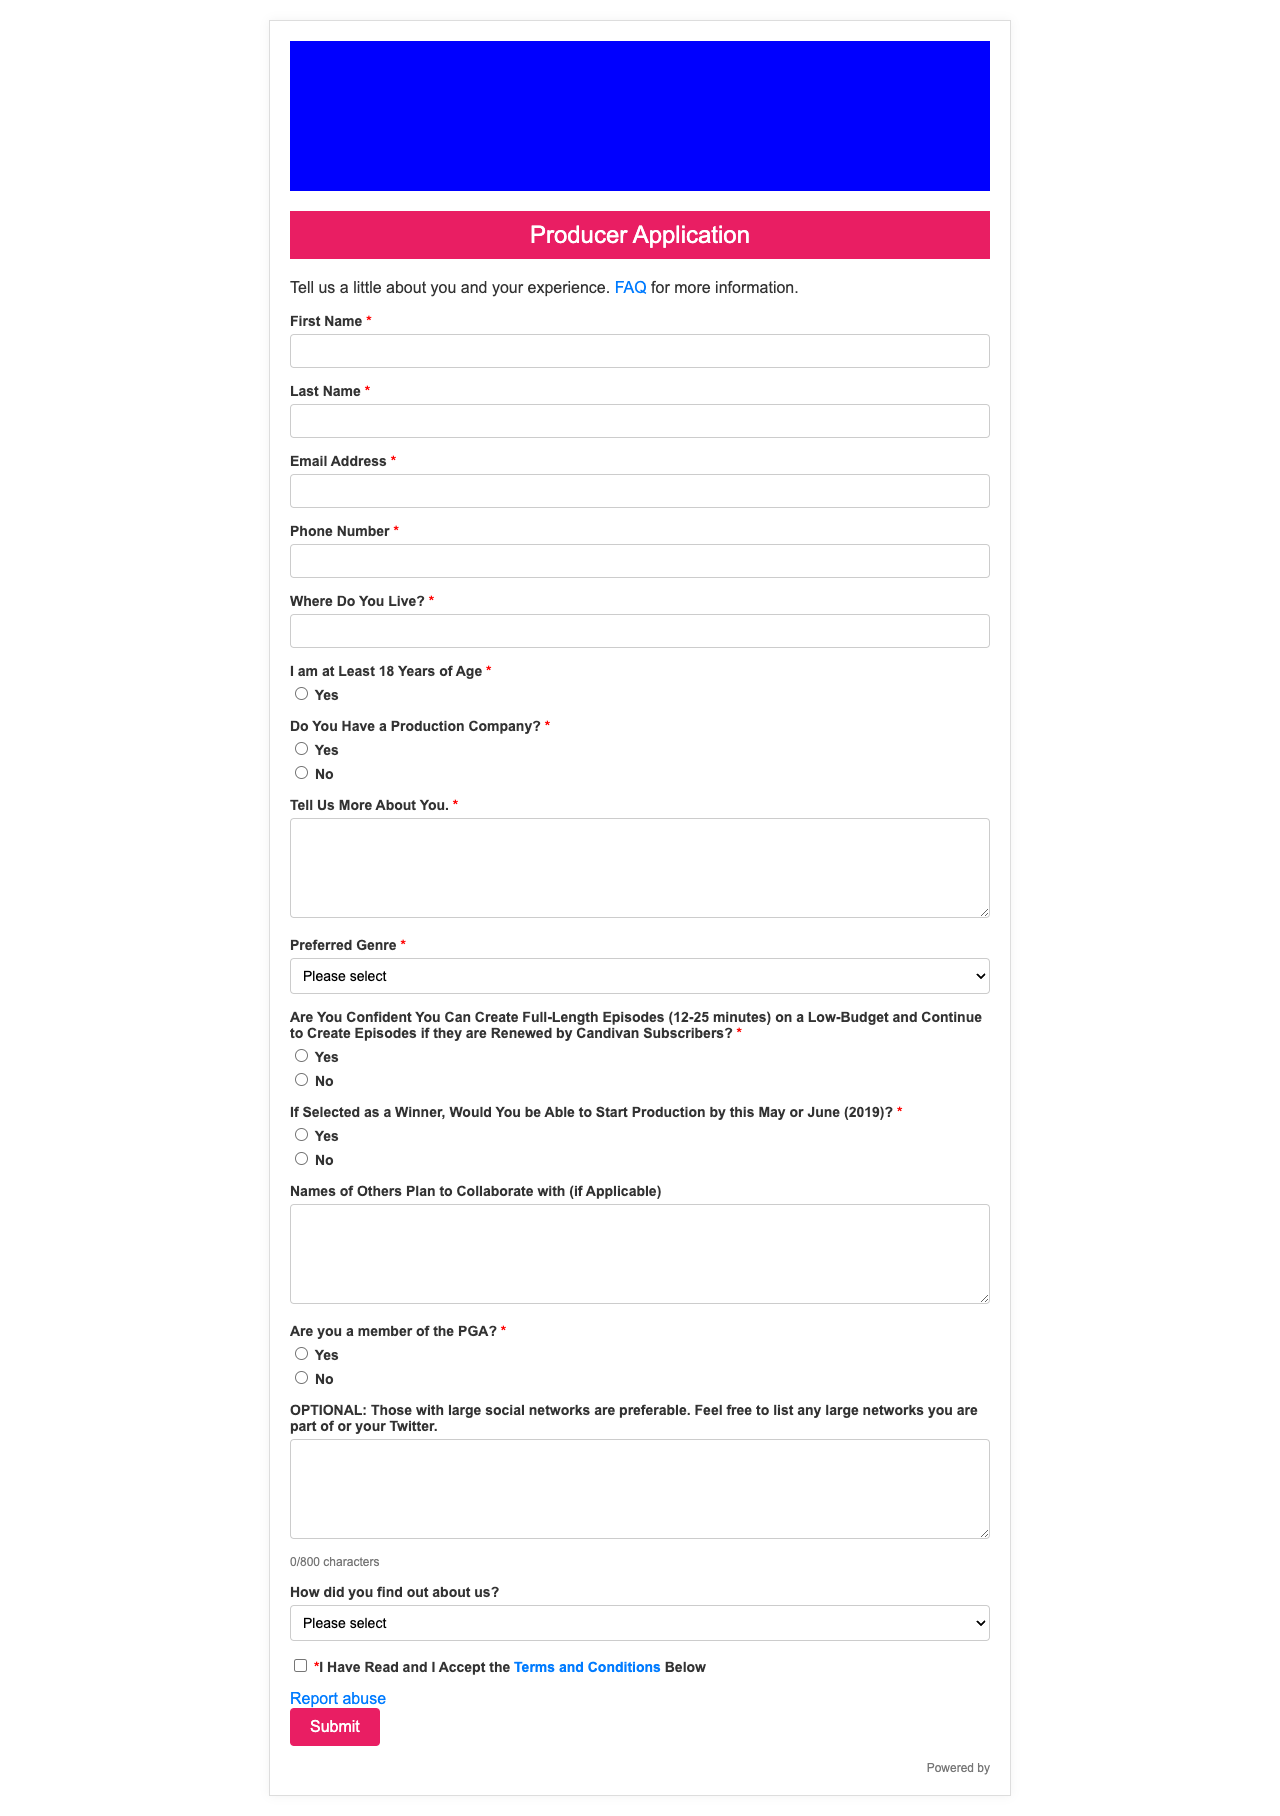 Producer Application
Tell us a little about you and your experience. FAQ for more information.
First Name *
Last Name *
Email Address *
Phone Number *
Where Do You Live? *
I am at Least 18 Years of Age *
Yes
Do You Have a Production Company? *
Yes
No
Tell Us More About You. *
Preferred Genre *
Please select
Are You Confident You Can Create Full-Length Episodes (12-25 minutes) on a Low-Budget and Continue
to Create Episodes if they are Renewed by Candivan Subscribers? *
Yes
No
If Selected as a Winner, Would You be Able to Start Production by this May or June (2019)? *
Yes
No
Names of Others Plan to Collaborate with (if Applicable)
Are you a member of the PGA? *
Yes
No
OPTIONAL: Those with large social networks are preferable. Feel free to list any large networks you are
part of or your Twitter.
0/800 characters
How did you find out about us?
Please select
*I Have Read and I Accept the Terms and Conditions Below
Report abuse
Submit
Powered by